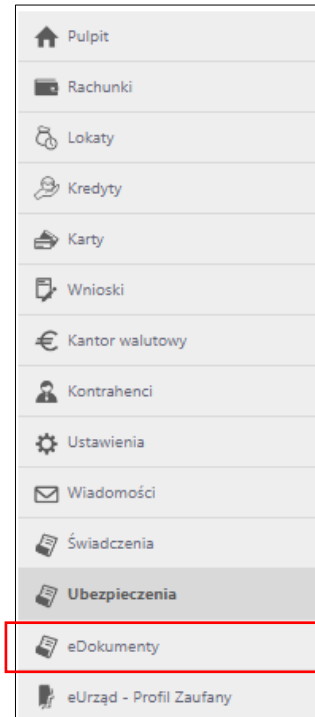 Pulpit
Rachunki
Lokaty
Kredyty
Karty
Wnioski
Kantor walutowy
Kontrahenci
Ustawienia
Wiadomości
Świadczenia
Ubezpieczenia
eDokumenty
eUrząd - Profil Zaufany